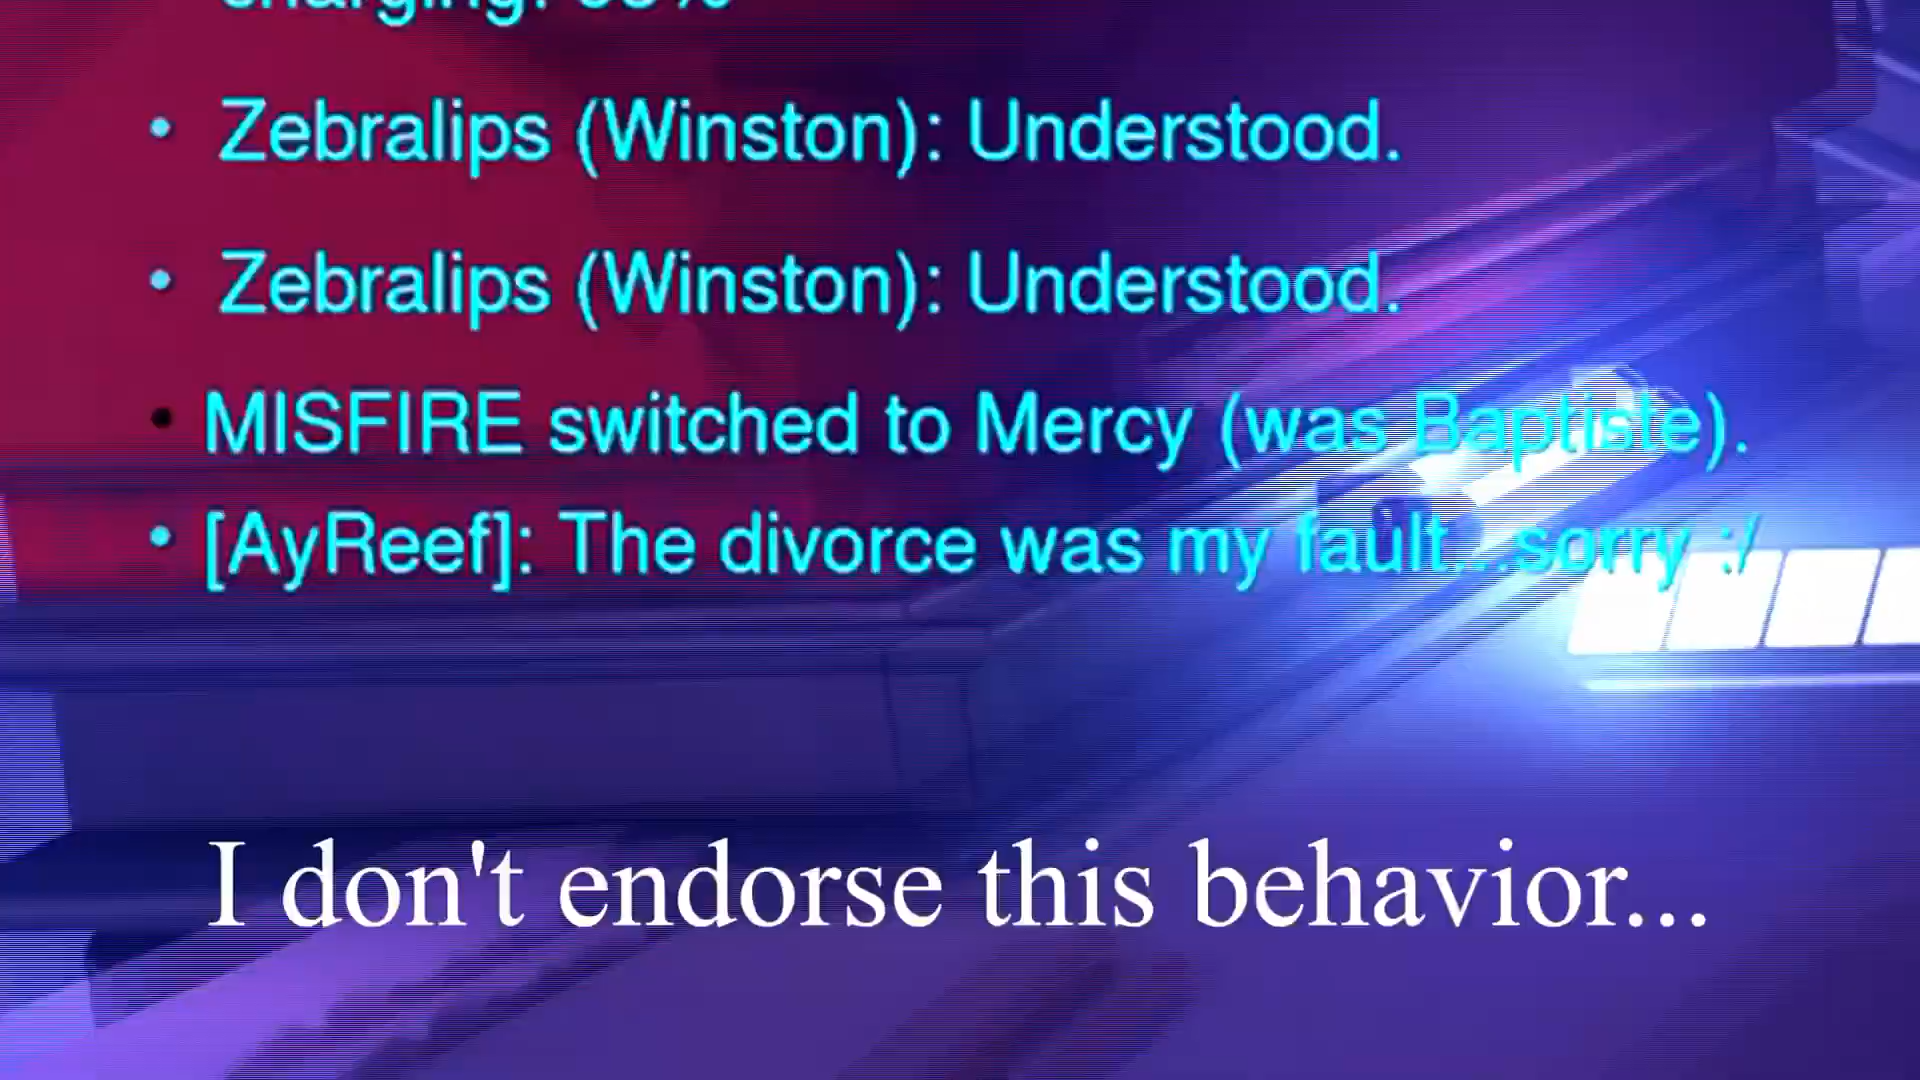 Zebralips (Winston): Understood.
Zebralips (Winston): Understood.
MISFIRE switched to Mercy (was Baptiste).
[AyReef]: The divorce was my fault...sorry :/
I don't endorse this behavior...